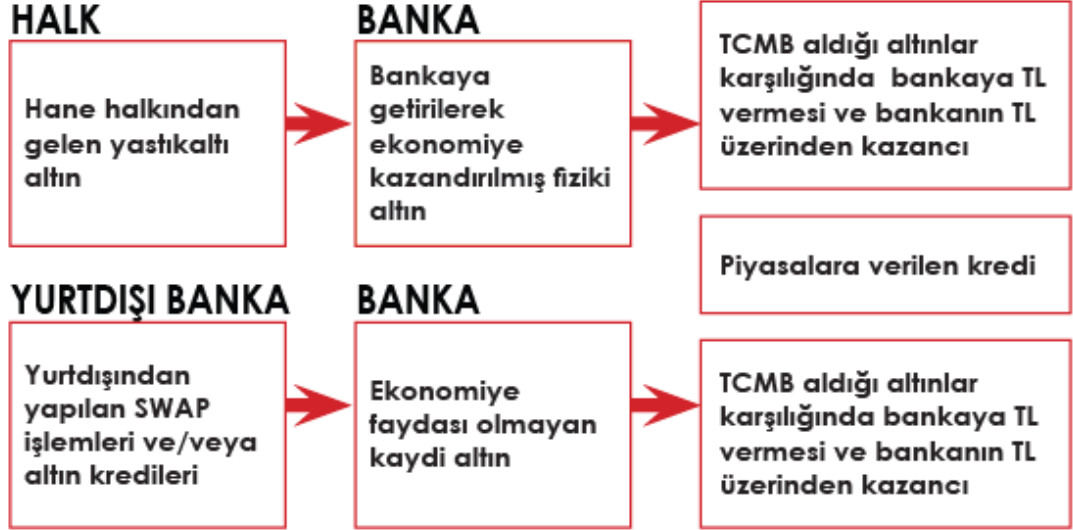 HALK
Hane halkından
gelen yastıkaltı
altın
BANKA
Bankaya
getirilerek
ekonomiye
kazandırılmış fiziki
altın
TCMB aldığı altınlar
karşılığında bankaya TL
vermesi ve bankanın TL
üzerinden kazancı
Piyasalara verilen kredi
YURTDIŞI BANKA
Yurtdışından
yapılan SWAP
işlemleri ve/veya
altın kredileri
BANKA
Ekonomiye
faydası olmayan
kaydi altın
TCMB aldığı altınlar
karşılığında bankaya TL
vermesi ve bankanın TL
üzerinden kazancı